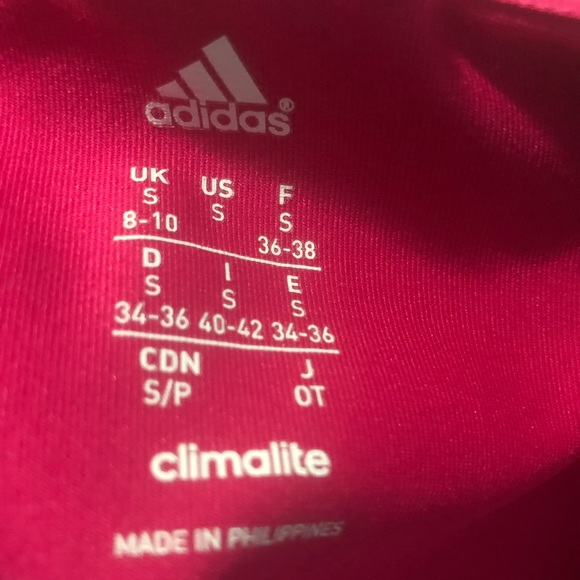 adidas®
UK US F
S S S
8-10 36-38
D I E
S S S
34-36 40-42 34-36
CDN J
S/P OT
climalite
MADE IN PHILIPPINES